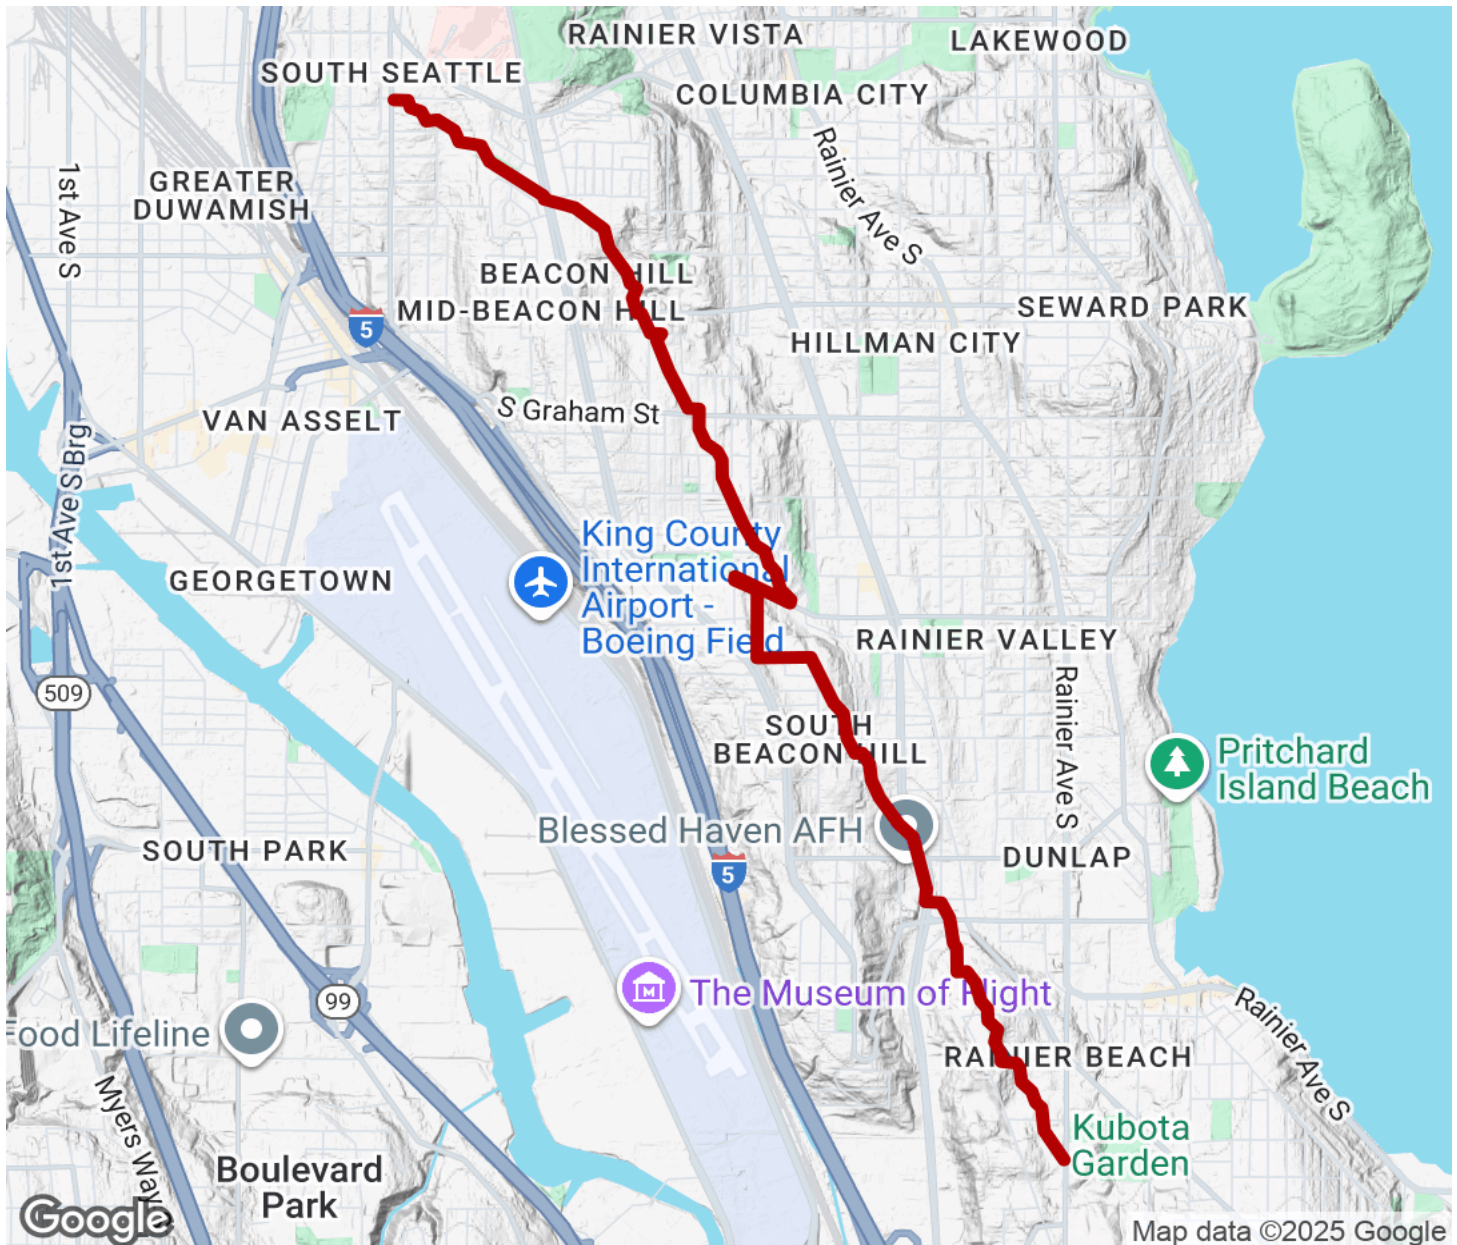 RAINIER VISTA
LAKEWOOD
SOUTH SEATTLE
COLUMBIA CITY
Rainier Ave S
1st Ave S
GREATER
DUWAMISH
BEACON HILL
MID-BEACON HILL
SEWARD PARK
5
HILLMAN CITY
S Graham St
VAN ASSELT
1st Ave S Brg
King County
International
Airport -
Boeing Field
GEORGETOWN
RAINIER VALLEY
509
Rainier Ave S
SOUTH
BEACON HILL
Pritchard
Island Beach
Blessed Haven AFH
SOUTH PARK
DUNLAP
5
The Museum of Flight
99
Food Lifeline
Rainier Ave S
RAINIER BEACH
Myers Way
Kubota
Garden
Boulevard
Park
Google
Map data ©2025 Google